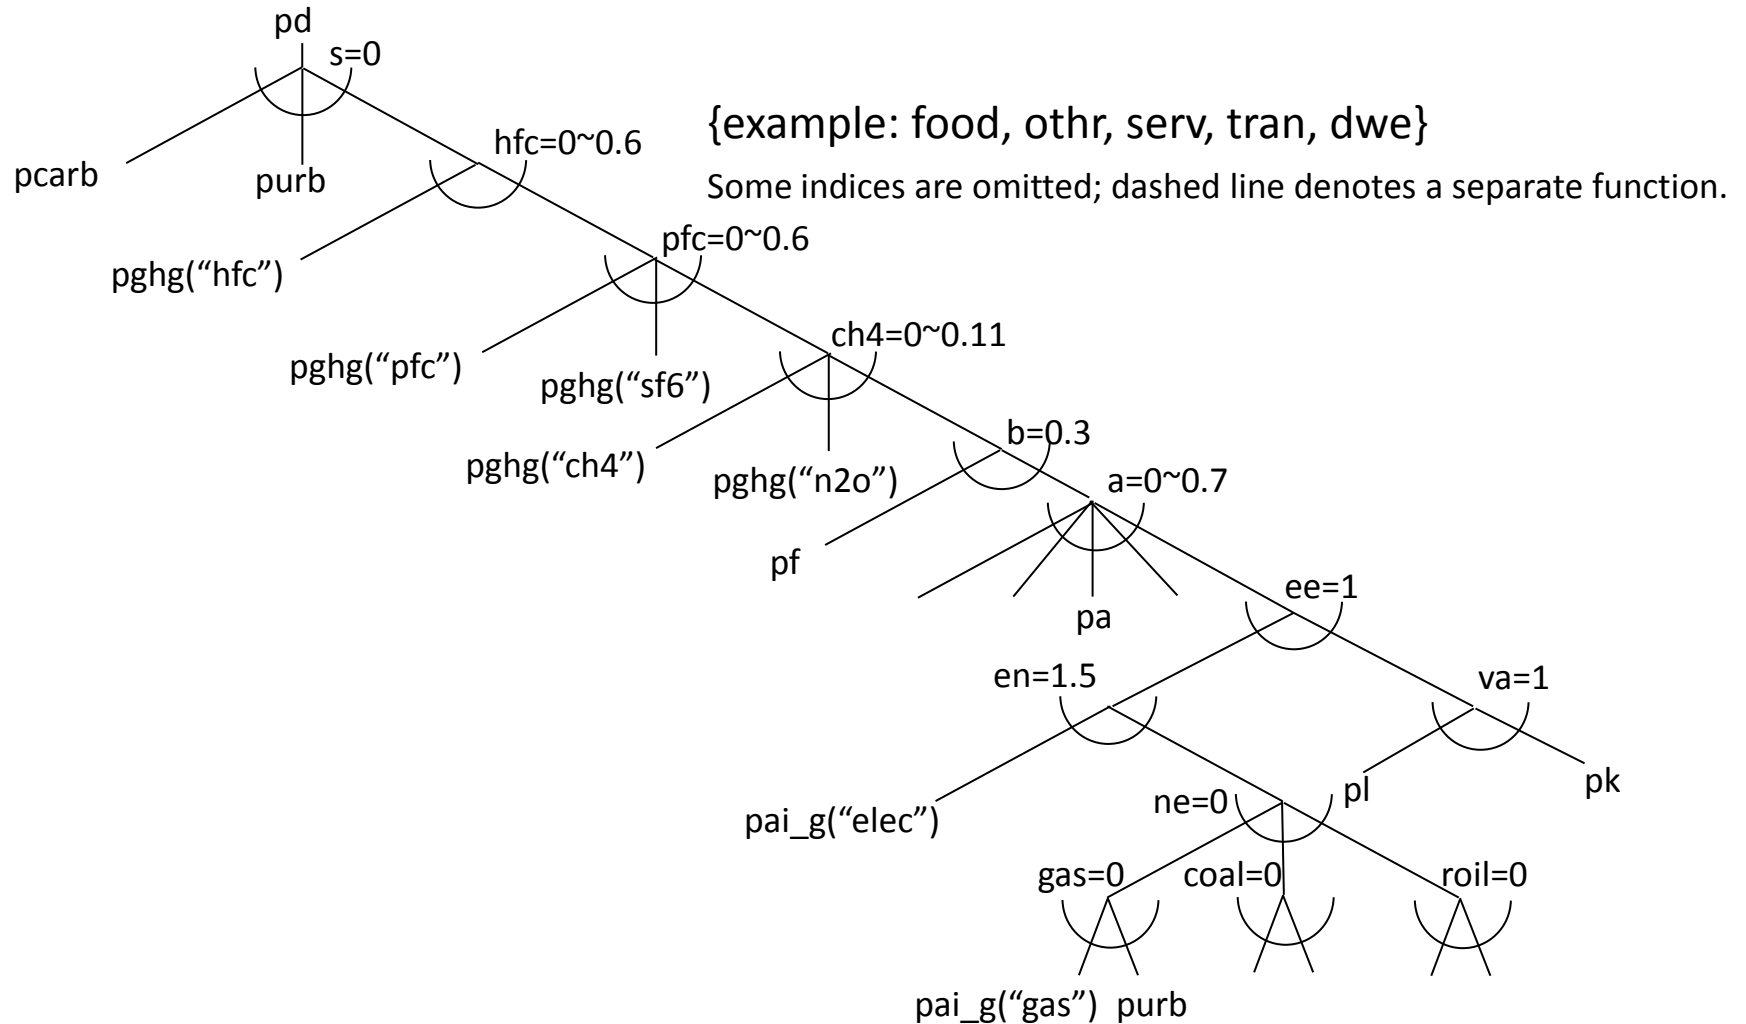 pd
s=0
{example: food, othr, serv, tran, dwe}
hfc=0~0.6
pcarb
purb
Some indices are omitted; dashed line denotes a separate function.
pfc=0~0.6
pghg(“hfc”)
ch4=0~0.11
pghg(“pfc”)
pghg(“sf6”)
b=0.3
pghg(“ch4”)
pghg(“n2o”)
a=0~0.7
pf
ee=1
pa
en=1.5
va=1
pk
pl
ne=0
pai_g(“elec”)
gas=0
coal=0
roil=0
pai_g(“gas”)
purb